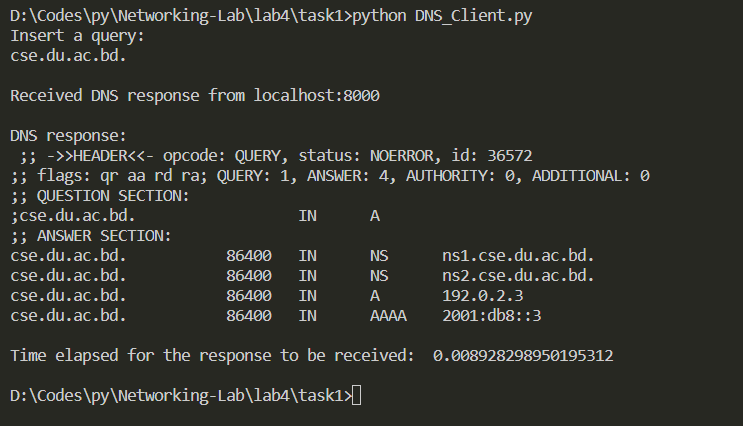 D:\Codes\py\Networking-Lab\lab4\task1>python DNS_Client.py
Insert a query:
cse.du.ac.bd.
Received DNS response from localhost:8000
DNS response:
;; ->>HEADER<<- opcode: QUERY, status: NOERROR, id: 36572
;; flags: qr aa rd ra; QUERY: 1, ANSWER: 4, AUTHORITY: 0, ADDITIONAL: 0
;; QUESTION SECTION:
;cse.du.ac.bd. IN A
;; ANSWER SECTION:
cse.du.ac.bd. 86400 IN NS ns1.cse.du.ac.bd.
cse.du.ac.bd. 86400 IN NS ns2.cse.du.ac.bd.
cse.du.ac.bd. 86400 IN A 192.0.2.3
cse.du.ac.bd. 86400 IN AAAA 2001:db8::3
Time elapsed for the response to be received: 0.008928298950195312
D:\Codes\py\Networking-Lab\lab4\task1>